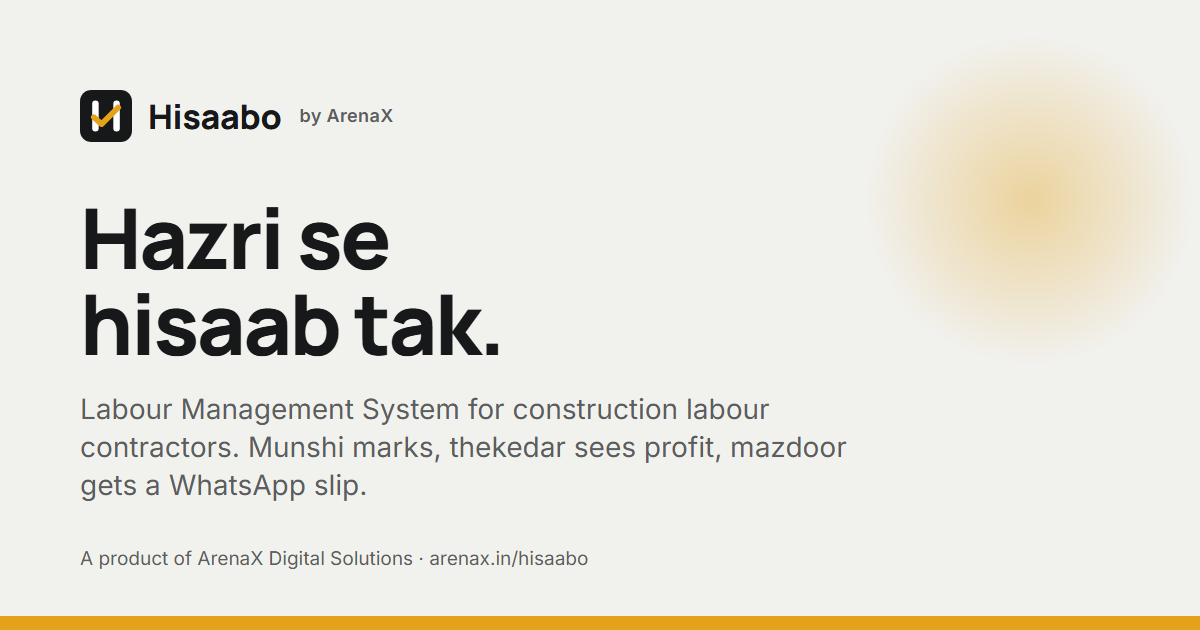 Hisaabo by ArenaX
Hazri se
hisaab tak.
Labour Management System for construction labour
contractors. Munshi marks, thekedar sees profit, mazdoor
gets a WhatsApp slip.
A product of ArenaX Digital Solutions · arenax.in/hisaabo